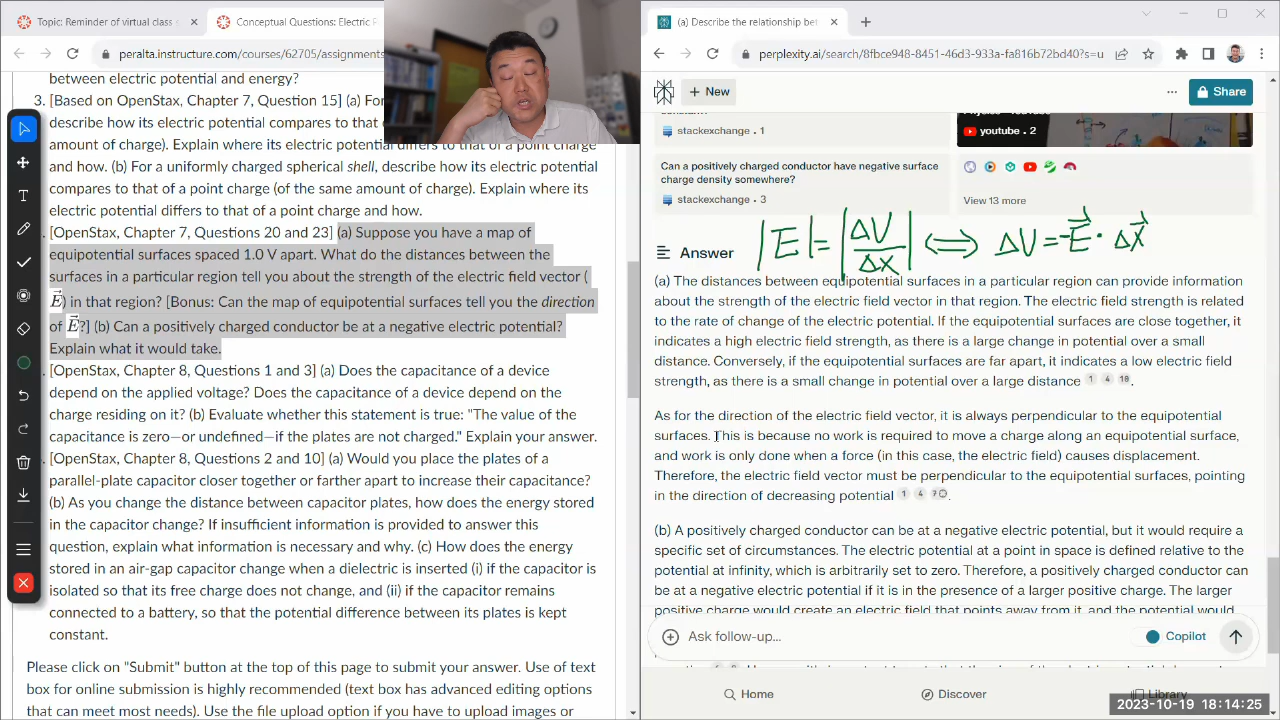 Topic: Reminder of virtual class
Conceptual Questions: Electric P
peralta.instructure.com/courses/62705/assignments
between electric potential and energy?
3. [Based on OpenStax, Chapter 7, Question 15] (a) For
describe how its electric potential compares to that
amount of charge). Explain where its electric potential differs to that of a point charge
and how. (b) For a uniformly charged spherical shell, describe how its electric potential
compares to that of a point charge (of the same amount of charge). Explain where its
electric potential differs to that of a point charge and how.
[OpenStax, Chapter 7, Questions 20 and 23] (a) Suppose you have a map of
equipotential surfaces spaced 1.0 V apart. What do the distances between the
surfaces in a particular region tell you about the strength of the electric field vector (
E) in that region? [Bonus: Can the map of equipotential surfaces tell you the direction
of E?] (b) Can a positively charged conductor be at a negative electric potential?
Explain what it would take.
[OpenStax, Chapter 8, Questions 1 and 3] (a) Does the capacitance of a device
depend on the applied voltage? Does the capacitance of a device depend on the
charge residing on it? (b) Evaluate whether this statement is true: "The value of the
capacitance is zero—or undefined—if the plates are not charged." Explain your answer.
[OpenStax, Chapter 8, Questions 2 and 10] (a) Would you place the plates of a
parallel-plate capacitor closer together or farther apart to increase their capacitance?
(b) As you change the distance between capacitor plates, how does the energy stored
in the capacitor change? If insufficient information is provided to answer this
question, explain what information is necessary and why. (c) How does the energy
stored in an air-gap capacitor change when a dielectric is inserted (i) if the capacitor is
isolated so that its free charge does not change, and (ii) if the capacitor remains
connected to a battery, so that the potential difference between its plates is kept
constant.
Please click on "Submit" button at the top of this page to submit your answer. Use of text
box for online submission is highly recommended (text box has advanced editing options
that can meet most needs). Use the file upload option if you have to upload images or
(a) Describe the relationship bet
perplexity.ai/search/8fbce948-8451-46d3-933a-fa816b72bd40?s=u
New
Share
stackexchange · 1
youtube · 2
Can a positively charged conductor have negative surface
charge density somewhere?
stackexchange · 3
View 13 more
|E| = |ΔV/Δx| ⟺ ΔV = -E⃗ · Δx⃗
Answer
(a) The distances between equipotential surfaces in a particular region can provide information
about the strength of the electric field vector in that region. The electric field strength is related
to the rate of change of the electric potential. If the equipotential surfaces are close together, it
indicates a high electric field strength, as there is a large change in potential over a small
distance. Conversely, if the equipotential surfaces are far apart, it indicates a low electric field
strength, as there is a small change in potential over a large distance 1 4 10.
As for the direction of the electric field vector, it is always perpendicular to the equipotential
surfaces. This is because no work is required to move a charge along an equipotential surface,
and work is only done when a force (in this case, the electric field) causes displacement.
Therefore, the electric field vector must be perpendicular to the equipotential surfaces, pointing
in the direction of decreasing potential 1 4 7.
(b) A positively charged conductor can be at a negative electric potential, but it would require a
specific set of circumstances. The electric potential at a point in space is defined relative to the
potential at infinity, which is arbitrarily set to zero. Therefore, a positively charged conductor can
be at a negative electric potential if it is in the presence of a larger positive charge. The larger
positive charge would create an electric field that points away from it, and the potential would
Ask follow-up...
Copilot
Home
Discover
Library
2023-10-19 18:14:25